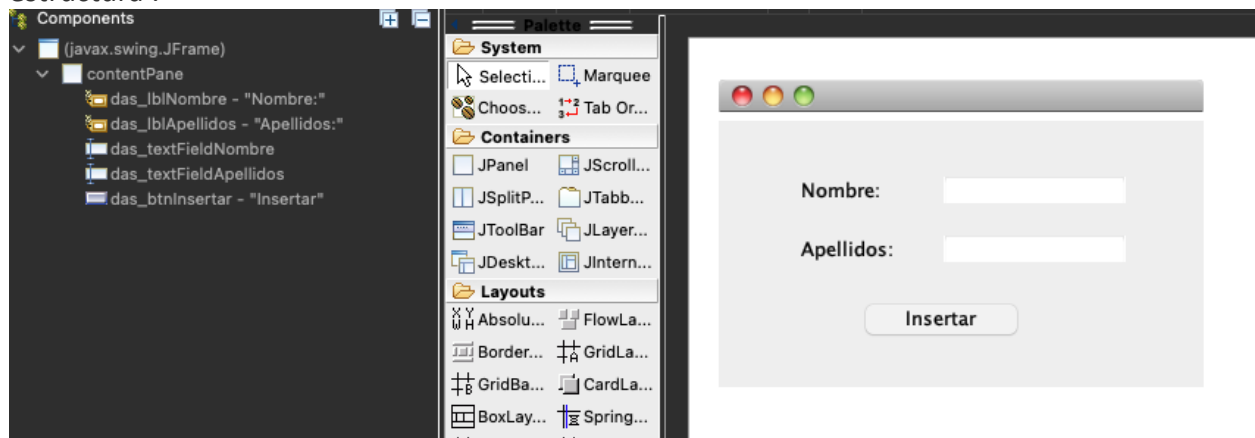 Components
(javax.swing.JFrame)
contentPane
das_lblNombre - "Nombre:"
das_lblApellidos - "Apellidos:"
das_textFieldNombre
das_textFieldApellidos
das_btnInsertar - "Insertar"
Palette
System
Selecti... Marquee
Choos... Tab Or...
Containers
JPanel JScroll...
JSplitP... JTabb...
JToolBar JLayer...
JDeskt... JIntern...
Layouts
Absolu... FlowLa...
Border... GridLa...
GridBa... CardLa...
BoxLay... Spring...
Nombre:
Apellidos:
Insertar